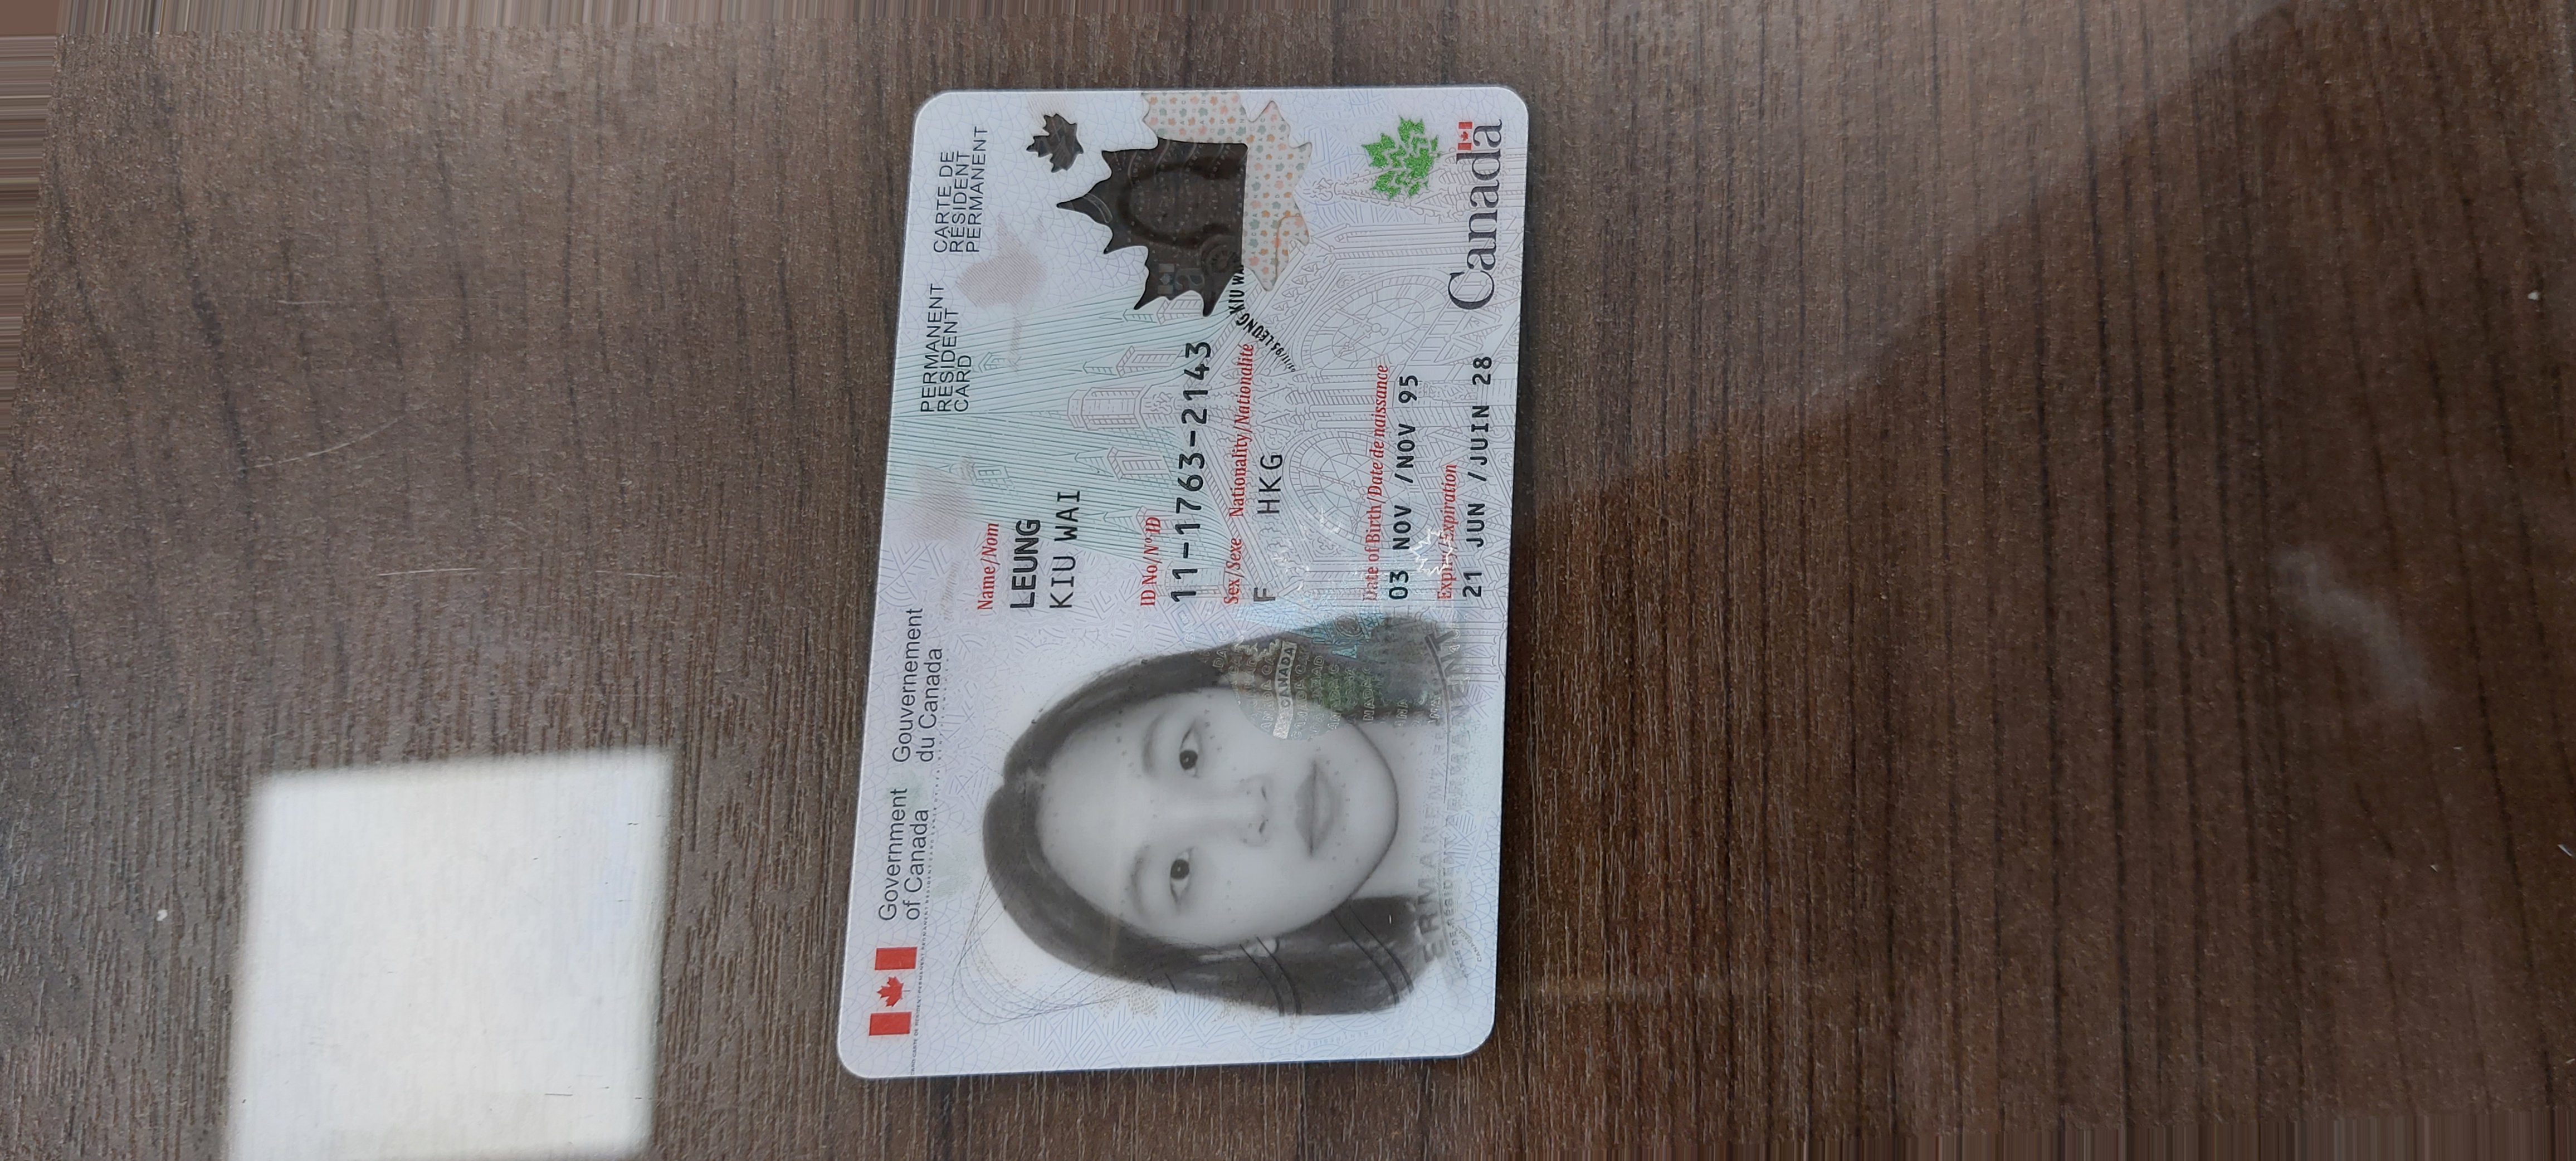 Government
of Canada
Gouvernement
du Canada
PERMANENT
RESIDENT
CARD
CARTE DE
RÉSIDENT
PERMANENT
Name/Nom
LEUNG
KIU WAI
ID No/Nº ID
11-1763-2143
Sex/Sexe Nationality/Nationalité
F HKG
Date of Birth/Date de naissance
03 NOV /NOV 95
Expiry/Expiration
21 JUN /JUIN 28
LEUNG KIU WAI
CANADA
Canada